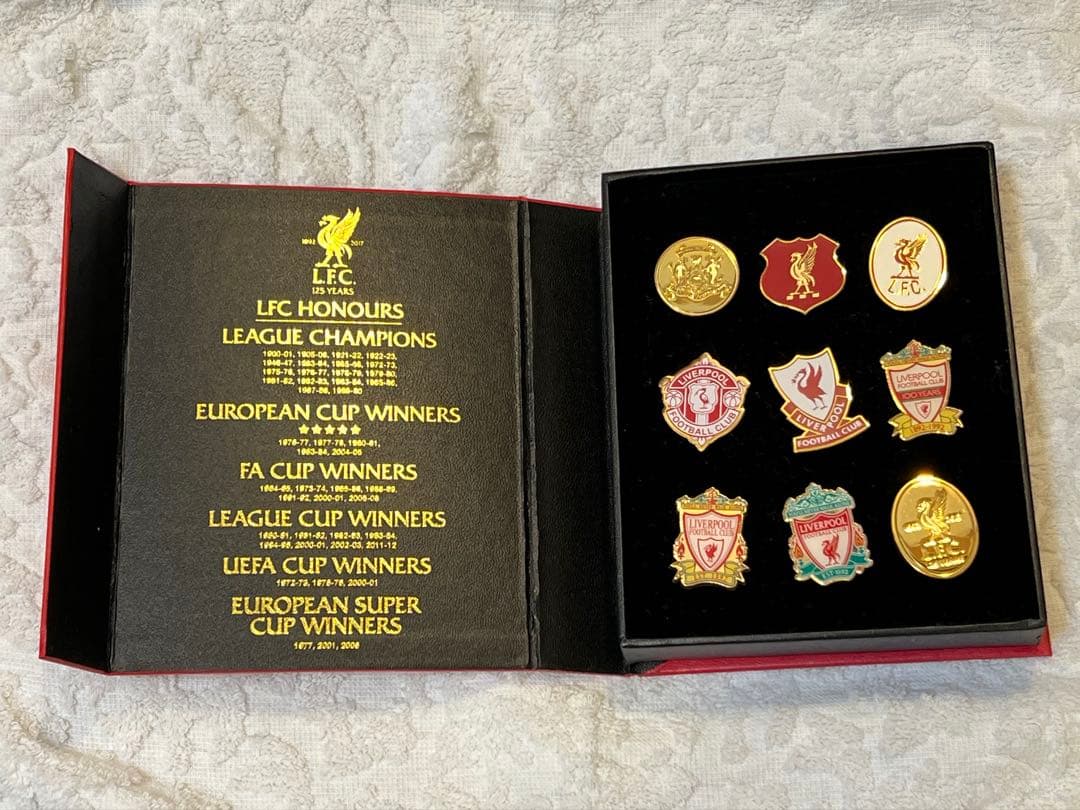 1892 2017
L.F.C.
125 YEARS
LFC HONOURS
LEAGUE CHAMPIONS
1900-01, 1905-06, 1921-22, 1922-23,
1946-47, 1963-64, 1965-66, 1972-73,
1975-76, 1976-77, 1978-79, 1979-80,
1981-82, 1982-83, 1983-84, 1985-86,
1987-88, 1989-90
EUROPEAN CUP WINNERS
1976-77, 1977-78, 1980-81,
1983-84, 2004-05
FA CUP WINNERS
1964-65, 1973-74, 1985-86, 1988-89,
1991-92, 2000-01, 2005-06
LEAGUE CUP WINNERS
1980-81, 1981-82, 1982-83, 1983-84,
1994-95, 2000-01, 2002-03, 2011-12
UEFA CUP WINNERS
1972-73, 1975-76, 2000-01
EUROPEAN SUPER
CUP WINNERS
1977, 2001, 2005
L.F.C.
LIVERPOOL
FOOTBALL CLUB
LIVERPOOL
FOOTBALL CLUB
LIVERPOOL
FOOTBALL CLUB
100 YEARS
1892-1992
LIVERPOOL
FOOTBALL CLUB
EST 1892
LIVERPOOL
FOOTBALL CLUB
EST 1892
L.F.C.